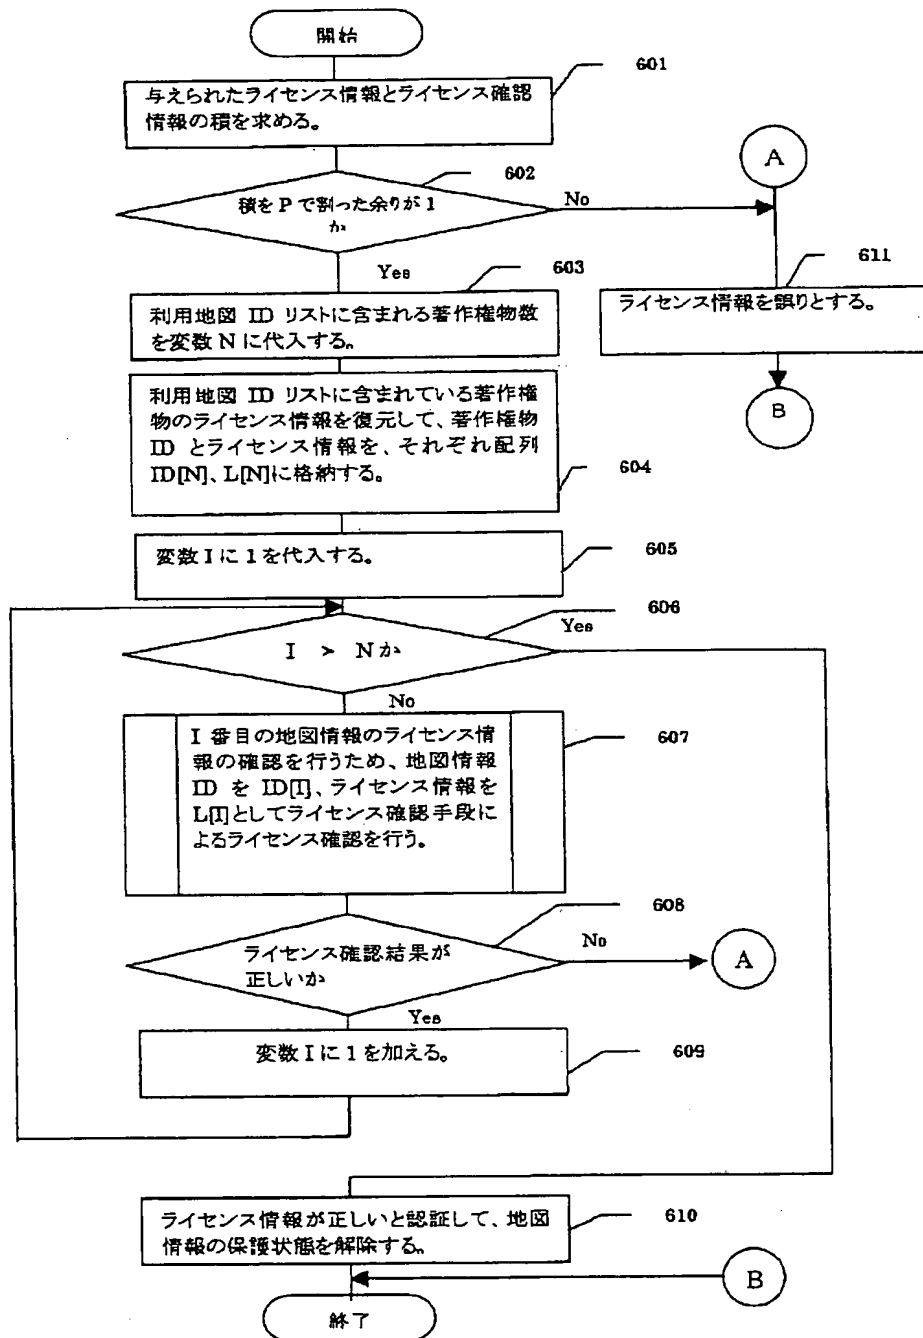 開始
601
与えられたライセンス情報とライセンス確認
情報の積を求める。
A
602
積を P で割った余りが 1
か
No
Yes
603
611
利用地図 ID リストに含まれる著作権物数
を変数 N に代入する。
ライセンス情報を誤りとする。
B
利用地図 ID リストに含まれている著作権
物のライセンス情報を復元して、著作権物
ID とライセンス情報を、それぞれ配列
ID[N]、L[N]に格納する。
604
変数 I に 1 を代入する。
605
606
Yes
I > N か
No
I 番目の地図情報のライセンス情
報の確認を行うため、地図情報
ID を ID[I]、ライセンス情報を
L[I]としてライセンス確認手段に
よるライセンス確認を行う。
607
608
ライセンス確認結果が
正しいか
No
A
Yes
変数 I に 1 を加える。
609
ライセンス情報が正しいと認証して、地図
情報の保護状態を解除する。
610
B
終了